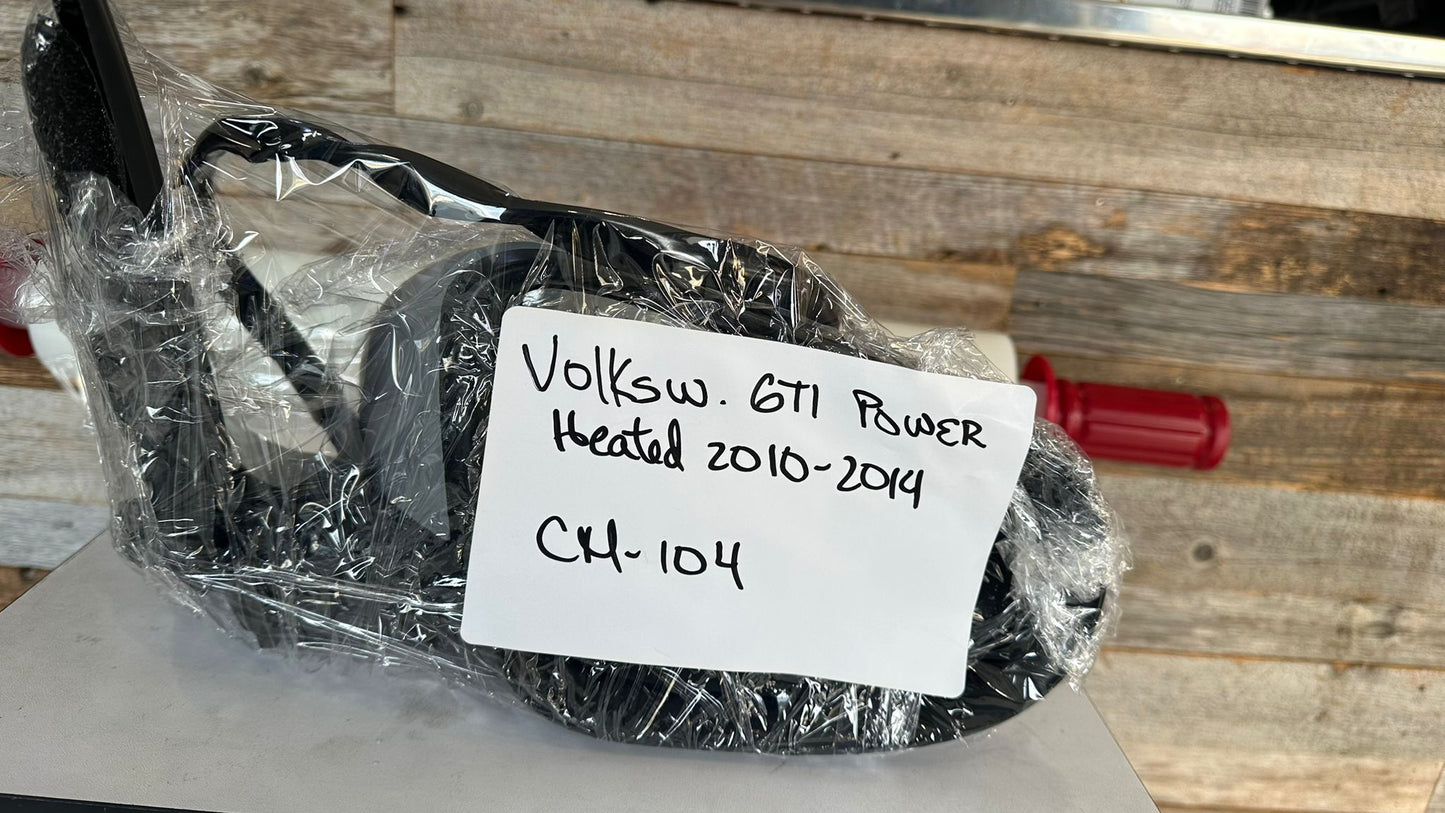 Volksw. GTI Power
Heated 2010-2014
CM-104